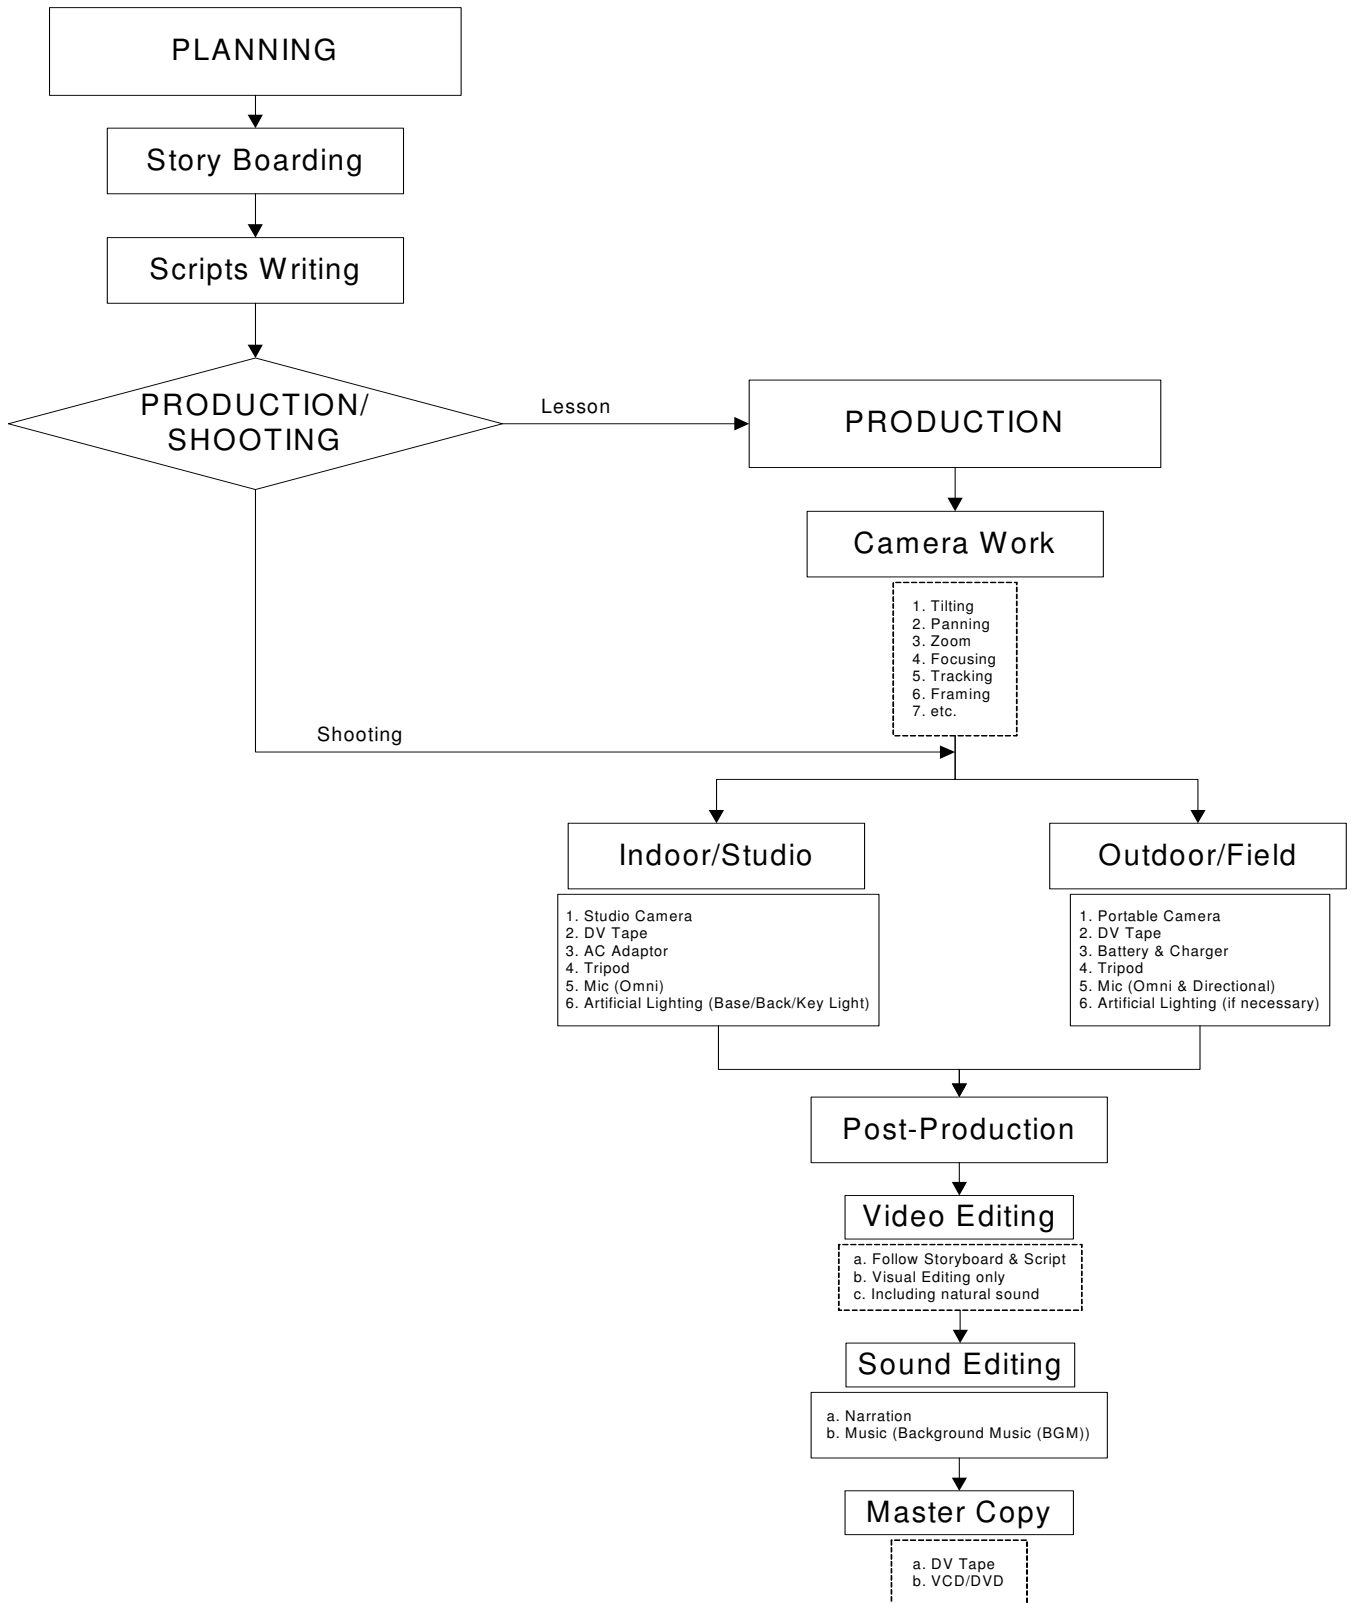 PLANNING
Story Boarding
Scripts Writing
PRODUCTION/
SHOOTING
Lesson
PRODUCTION
Camera Work
1. Tilting
2. Panning
3. Zoom
4. Focusing
5. Tracking
6. Framing
7. etc.
Shooting
Indoor/Studio
1. Studio Camera
2. DV Tape
3. AC Adaptor
4. Tripod
5. Mic (Omni)
6. Artificial Lighting (Base/Back/Key Light)
Outdoor/Field
1. Portable Camera
2. DV Tape
3. Battery & Charger
4. Tripod
5. Mic (Omni & Directional)
6. Artificial Lighting (if necessary)
Post-Production
Video Editing
a. Follow Storyboard & Script
b. Visual Editing only
c. Including natural sound
Sound Editing
a. Narration
b. Music (Background Music (BGM))
Master Copy
a. DV Tape
b. VCD/DVD